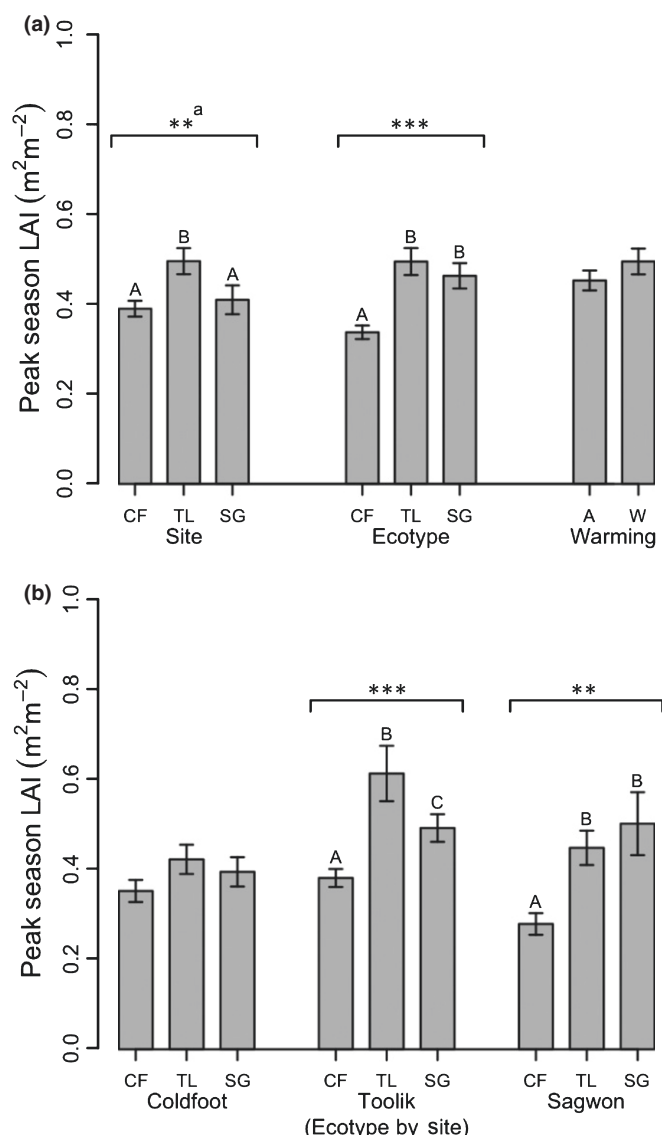 (a)
Peak season LAI (m²m⁻²)
1.0
0.8
0.6
0.4
0.2
0.0
**a
***
A B A
A B B
CF TL SG CF TL SG A W
Site Ecotype Warming
(b)
Peak season LAI (m²m⁻²)
1.0
0.8
0.6
0.4
0.2
0.0
***
**
A B C
A B B
CF TL SG CF TL SG CF TL SG
Coldfoot Toolik Sagwon
(Ecotype by site)